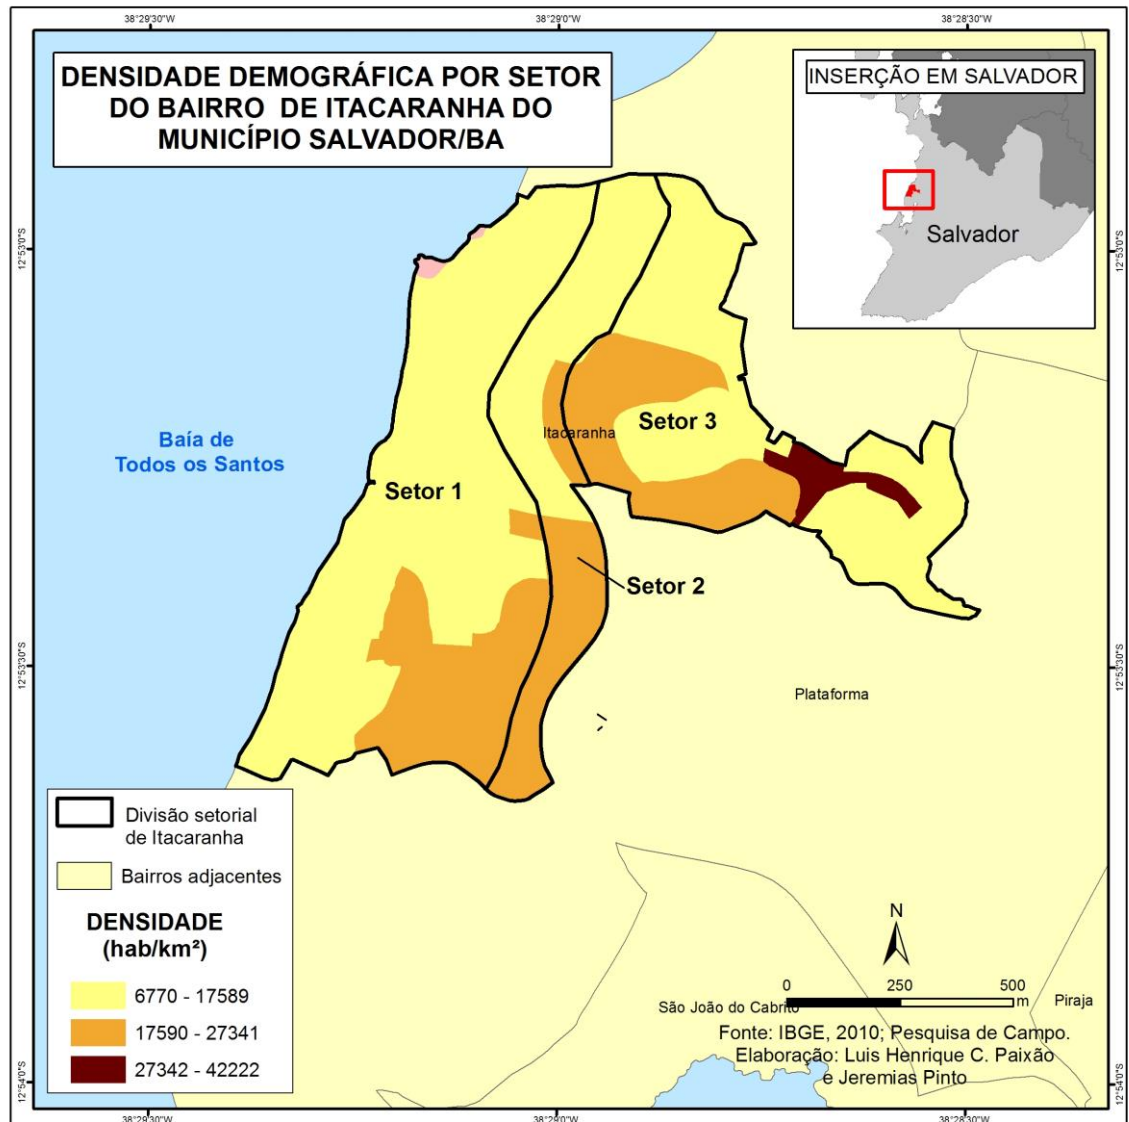 38°29'30"W
38°29'0"W
38°28'30"W
DENSIDADE DEMOGRÁFICA POR SETOR
DO BAIRRO DE ITACARANHA DO
MUNICÍPIO SALVADOR/BA
INSERÇÃO EM SALVADOR
Salvador
12°53'0"S
12°53'0"S
Baía de
Todos os Santos
Setor 3
Itacaranha
Setor 1
Setor 2
12°53'30"S
12°53'30"S
Plataforma
Divisão setorial
de Itacaranha
Bairros adjacentes
DENSIDADE
(hab/km²)
6770 - 17589
17590 - 27341
27342 - 42222
N
0 250 500
m
São João do Cabrito
Piraja
Fonte: IBGE, 2010; Pesquisa de Campo.
Elaboração: Luis Henrique C. Paixão
e Jeremias Pinto
12°54'0"S
12°54'0"S
38°29'30"W
38°29'0"W
38°28'30"W